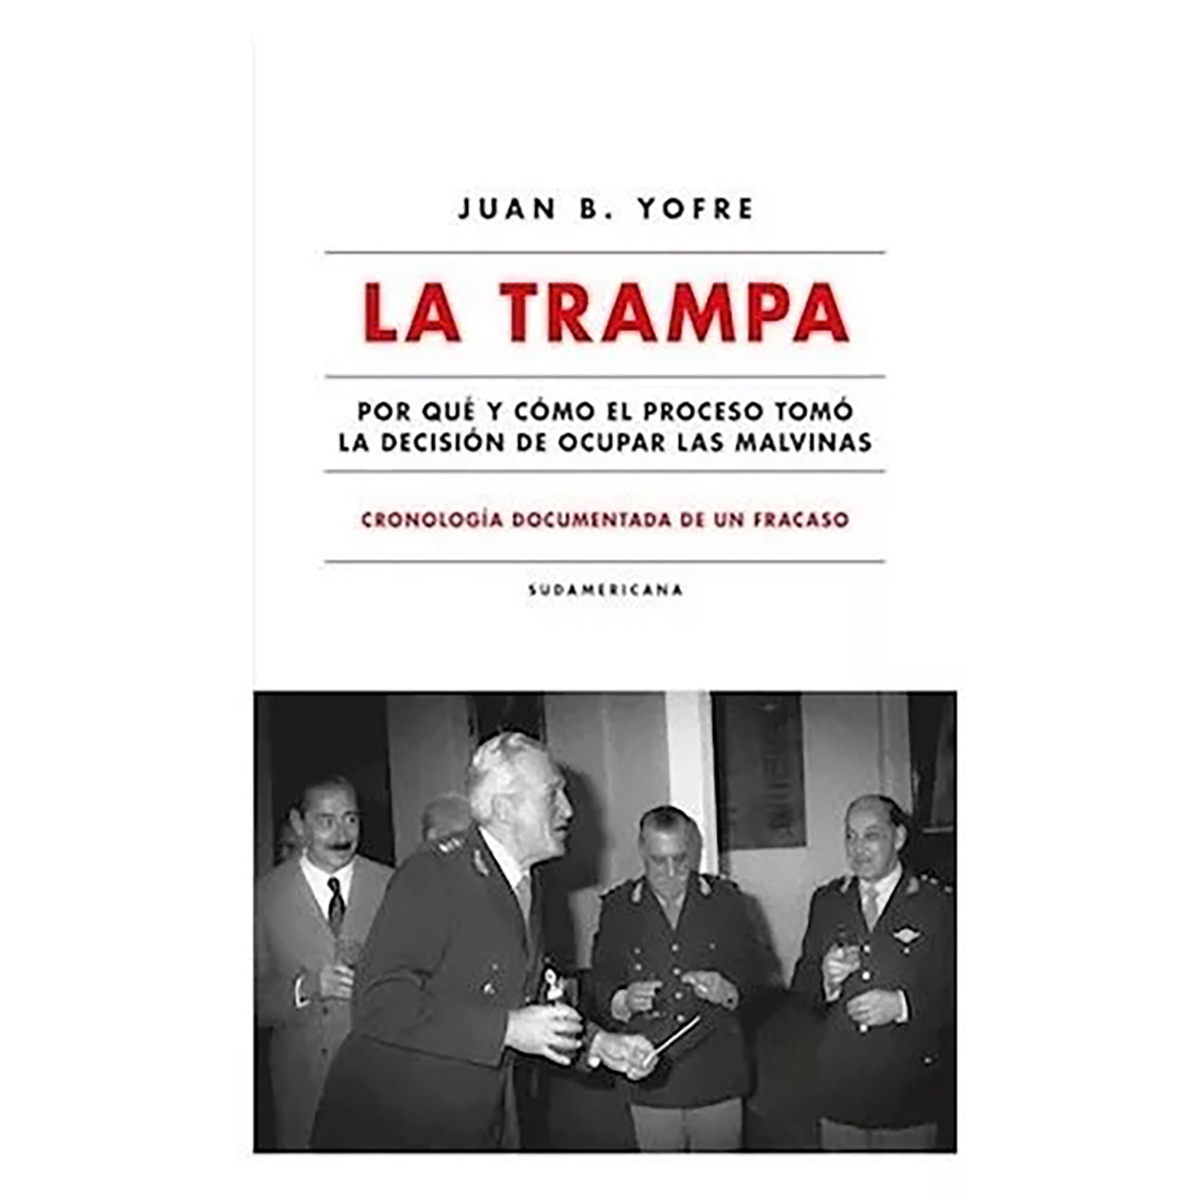 JUAN B. YOFRE
LA TRAMPA
POR QUÉ Y CÓMO EL PROCESO TOMÓ
LA DECISIÓN DE OCUPAR LAS MALVINAS
CRONOLOGÍA DOCUMENTADA DE UN FRACASO
SUDAMERICANA